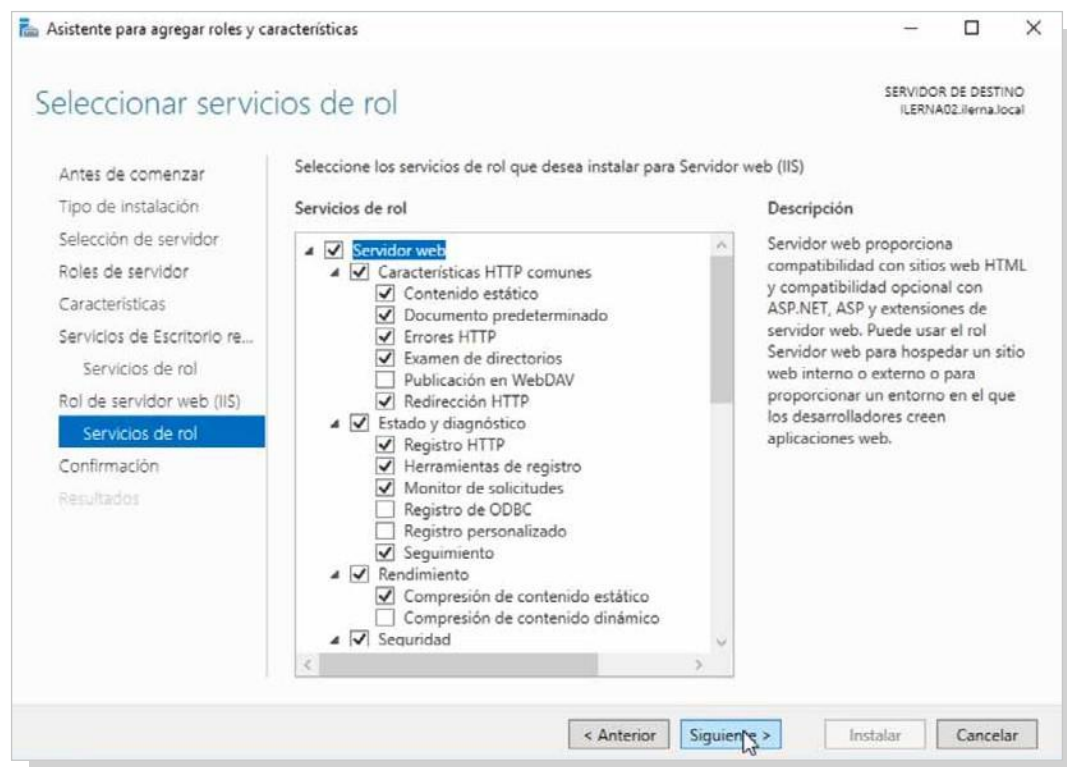 Asistente para agregar roles y características
Seleccionar servicios de rol
SERVIDOR DE DESTINO
ILERNA02.ilerna.local
Antes de comenzar
Tipo de instalación
Selección de servidor
Roles de servidor
Características
Servicios de Escritorio re...
Servicios de rol
Rol de servidor web (IIS)
Servicios de rol
Confirmación
Resultados
Seleccione los servicios de rol que desea instalar para Servidor web (IIS)
Servicios de rol
Servidor web
Características HTTP comunes
Contenido estático
Documento predeterminado
Errores HTTP
Examen de directorios
Publicación en WebDAV
Redirección HTTP
Estado y diagnóstico
Registro HTTP
Herramientas de registro
Monitor de solicitudes
Registro de ODBC
Registro personalizado
Seguimiento
Rendimiento
Compresión de contenido estático
Compresión de contenido dinámico
Seguridad
Descripción
Servidor web proporciona
compatibilidad con sitios web HTML
y compatibilidad opcional con
ASP.NET, ASP y extensiones de
servidor web. Puede usar el rol
Servidor web para hospedar un sitio
web interno o externo o para
proporcionar un entorno en el que
los desarrolladores creen
aplicaciones web.
< Anterior
Siguiente >
Instalar
Cancelar